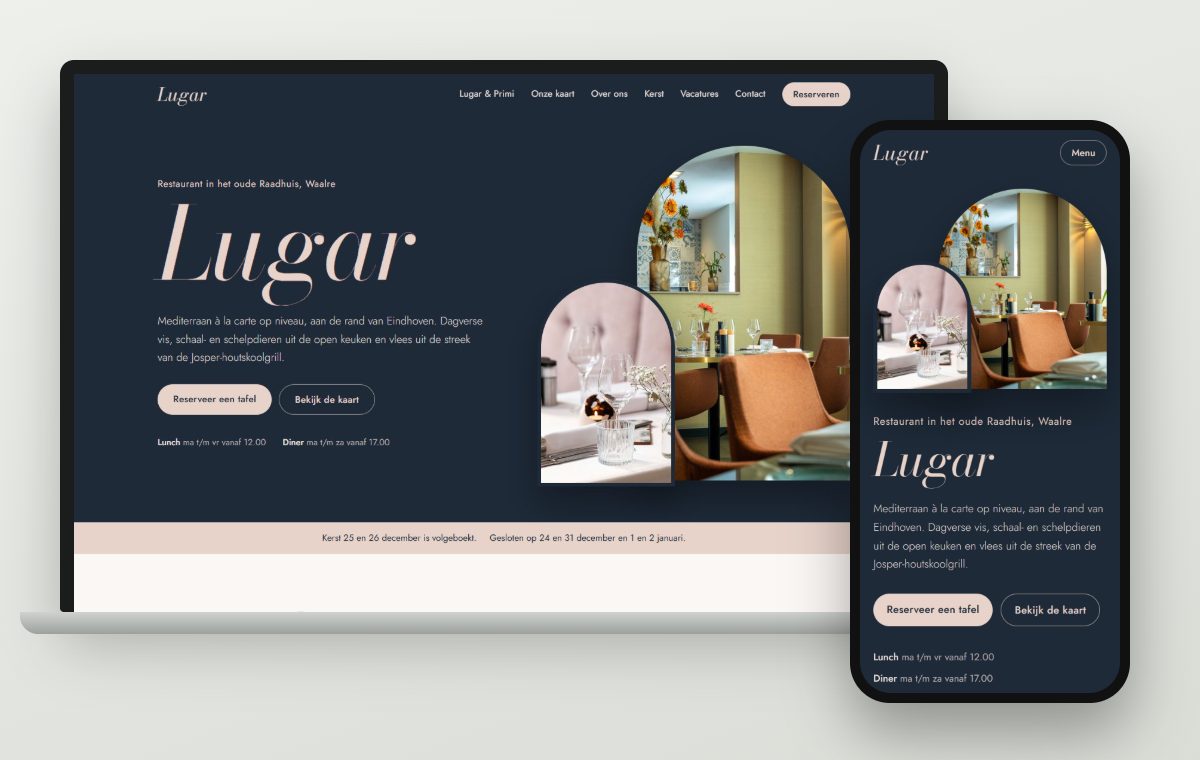 Lugar
Lugar & Primi Onze kaart Over ons Kerst Vacatures Contact Reserveren
Restaurant in het oude Raadhuis, Waalre
Lugar
Mediterraan à la carte op niveau, aan de rand van Eindhoven. Dagverse
vis, schaal- en schelpdieren uit de open keuken en vlees uit de streek
van de Josper-houtskoolgrill.
Reserveer een tafel Bekijk de kaart
Lunch ma t/m vr vanaf 12.00 Diner ma t/m za vanaf 17.00
Kerst 25 en 26 december is volgeboekt. Gesloten op 24 en 31 december en 1 en 2 januari.
Lugar
Menu
Restaurant in het oude Raadhuis, Waalre
Lugar
Mediterraan à la carte op niveau, aan de rand van
Eindhoven. Dagverse vis, schaal- en schelpdieren
uit de open keuken en vlees uit de streek van de
Josper-houtskoolgrill.
Reserveer een tafel Bekijk de kaart
Lunch ma t/m vr vanaf 12.00
Diner ma t/m za vanaf 17.00